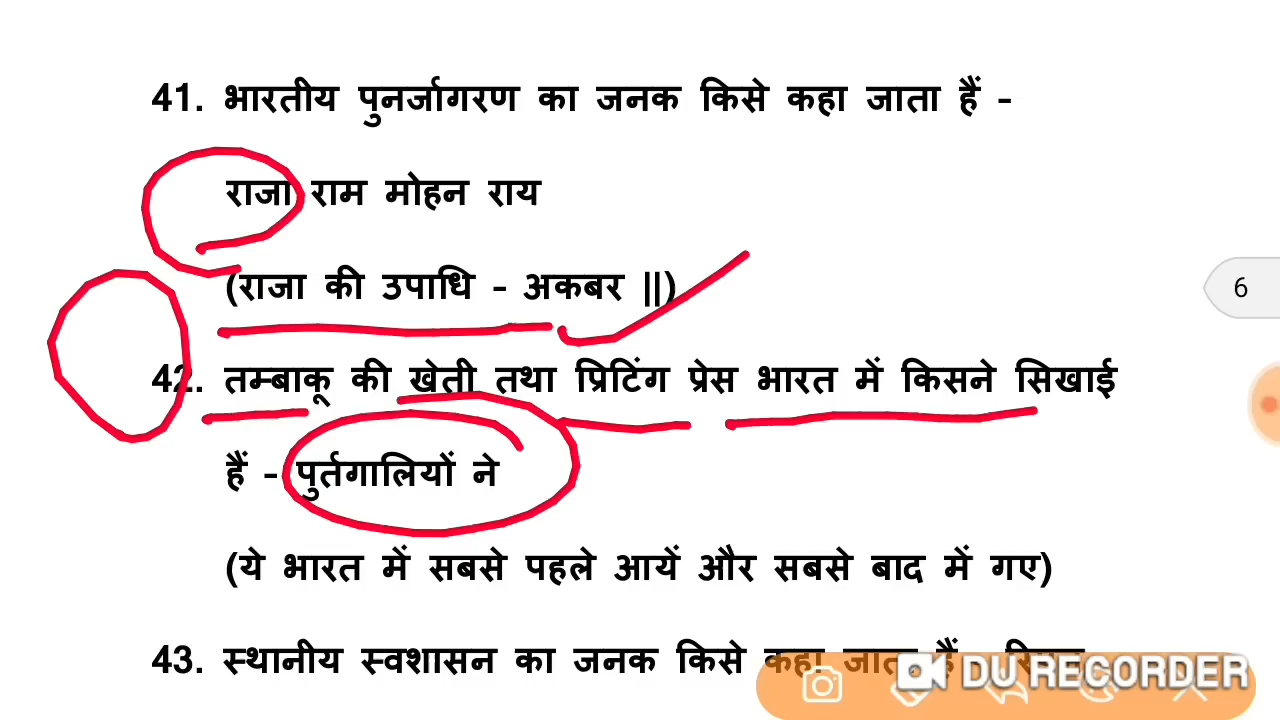 41. भारतीय पुनर्जागरण का जनक किसे कहा जाता हैं -
राजा राम मोहन राय
(राजा की उपाधि - अकबर ||)
42. तम्बाकू की खेती तथा प्रिटिंग प्रेस भारत में किसने सिखाई
हैं - पुर्तगालियों ने
(ये भारत में सबसे पहले आयें और सबसे बाद में गए)
43. स्थानीय स्वशासन का जनक किसे कहा जाता हैं
DU RECORDER
6